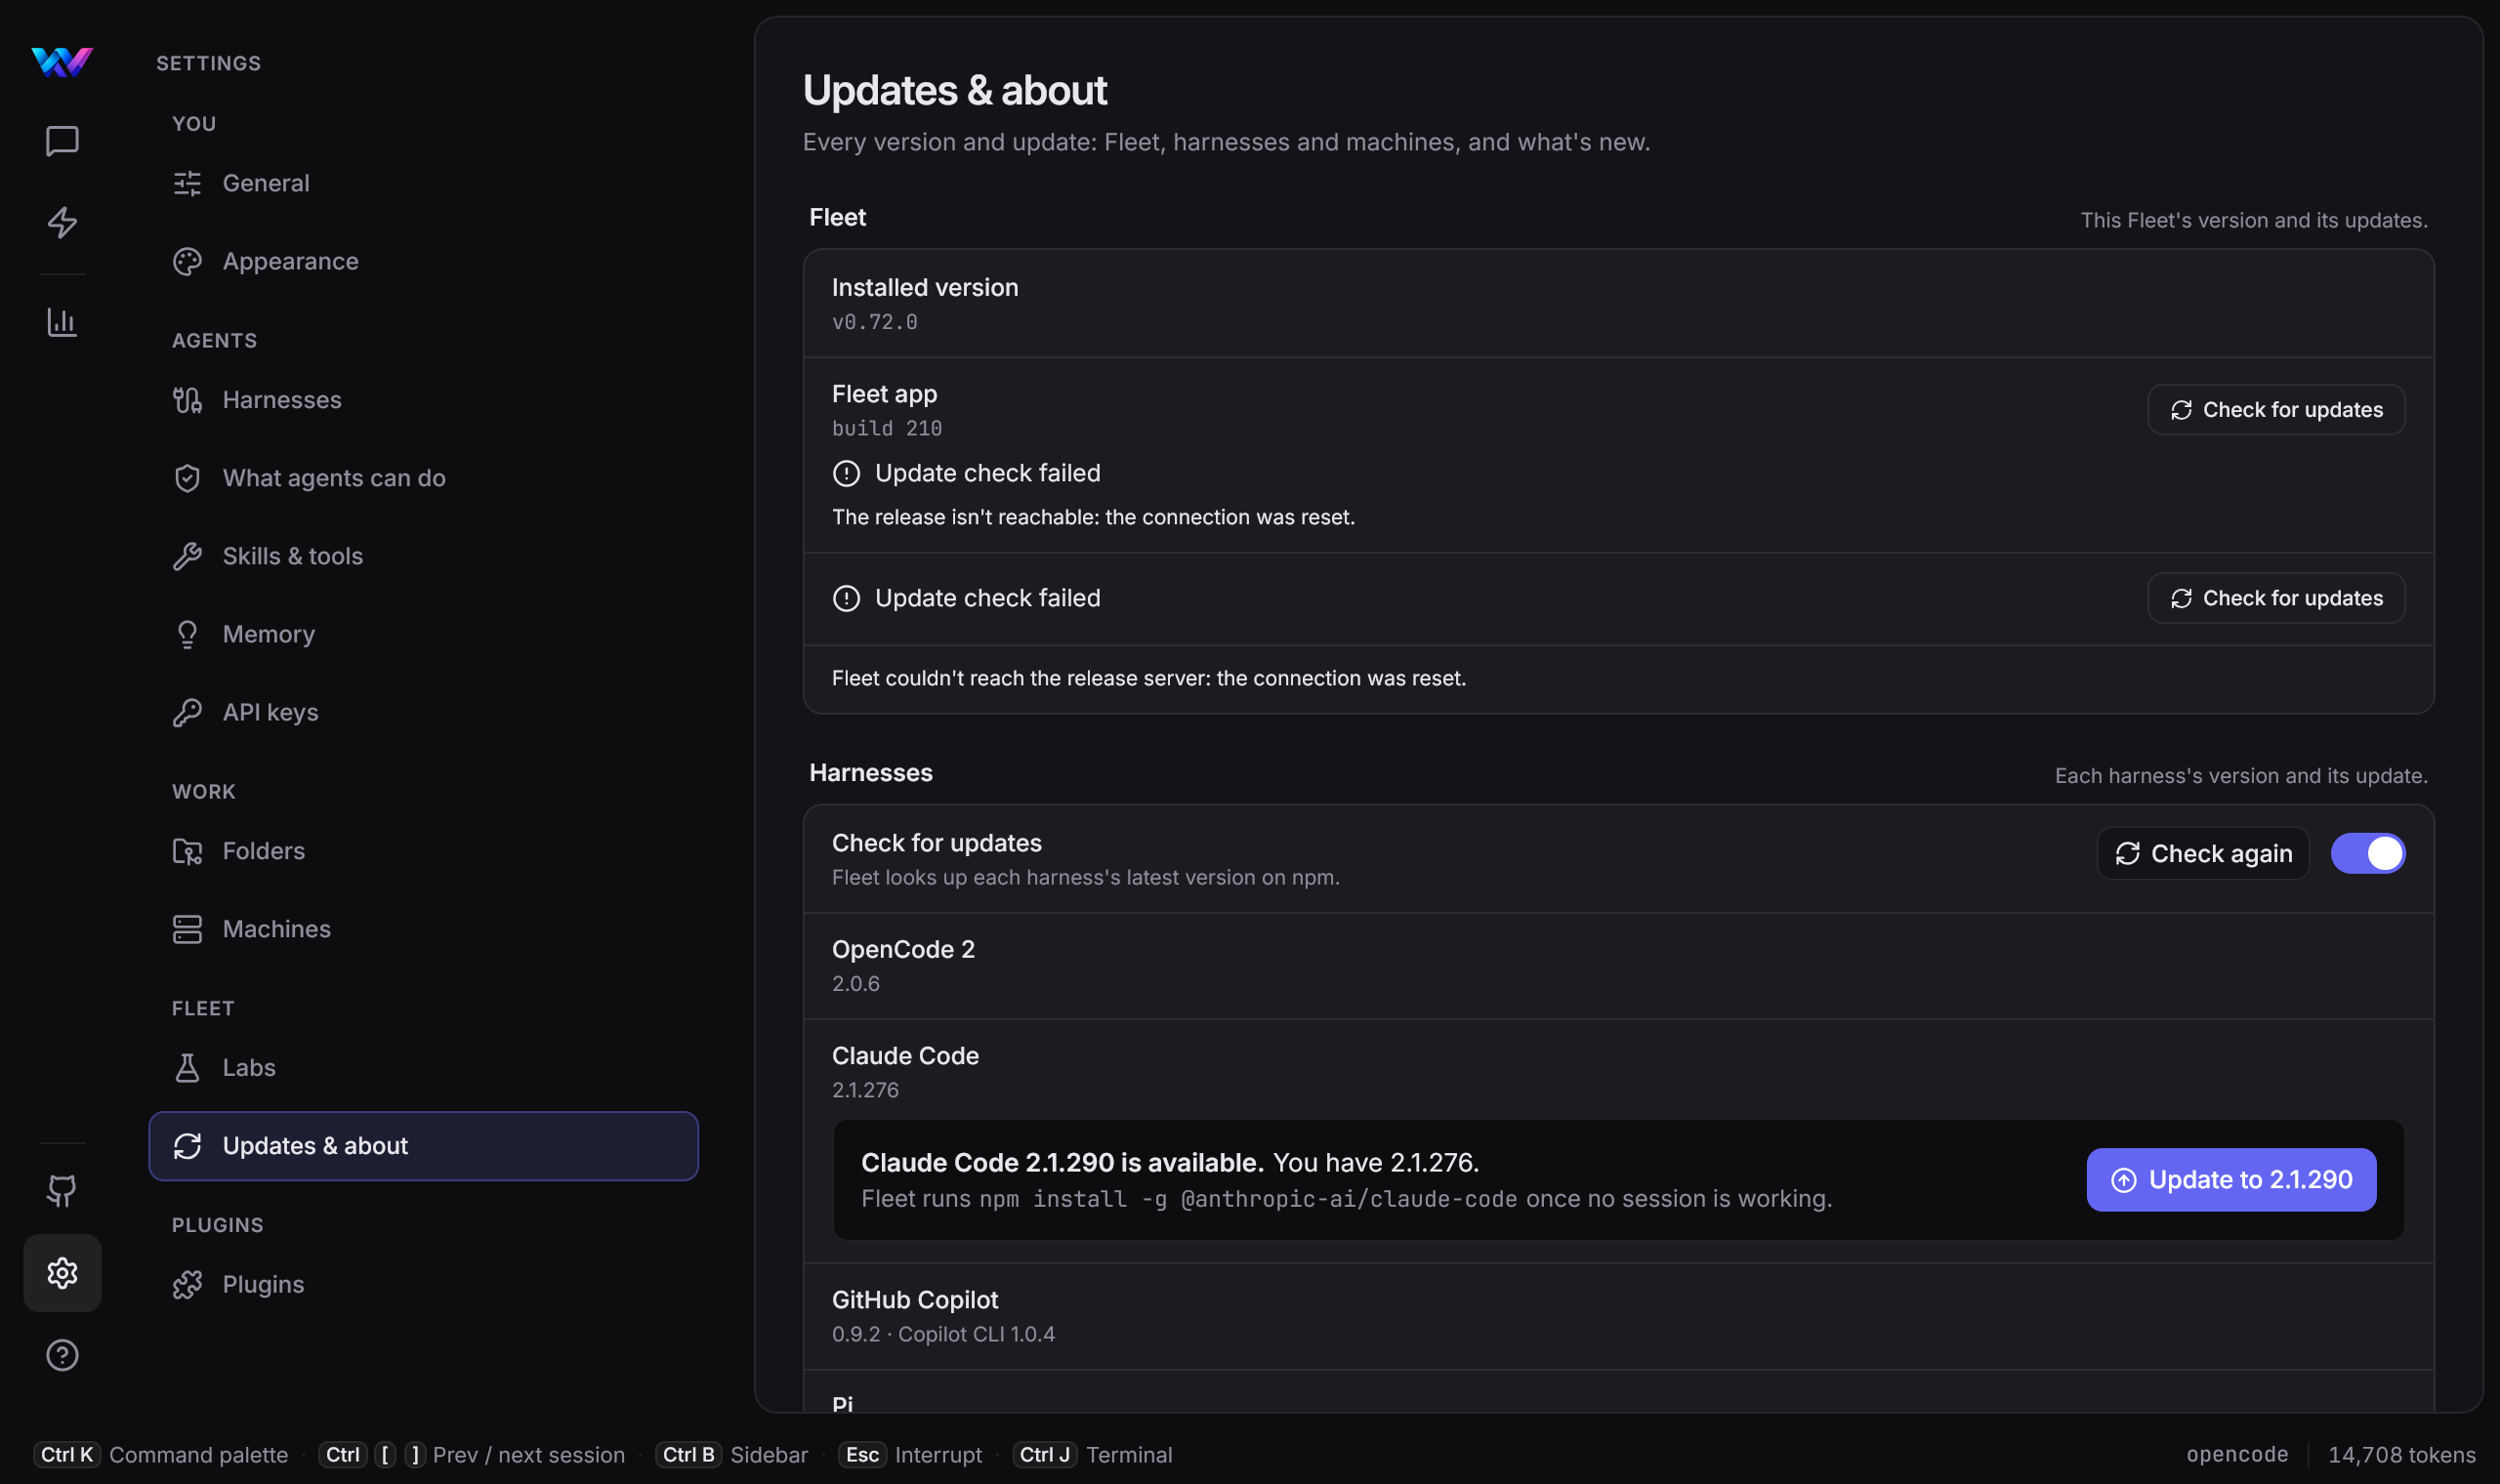 SETTINGS
YOU
General
Appearance
AGENTS
Harnesses
What agents can do
Skills & tools
Memory
API keys
WORK
Folders
Machines
FLEET
Labs
Updates & about
PLUGINS
Plugins
Updates & about
Every version and update: Fleet, harnesses and machines, and what's new.
Fleet
This Fleet's version and its updates.
Installed version
v0.72.0
Fleet app
build 210
Check for updates
Update check failed
The release isn't reachable: the connection was reset.
Update check failed
Check for updates
Fleet couldn't reach the release server: the connection was reset.
Harnesses
Each harness's version and its update.
Check for updates
Fleet looks up each harness's latest version on npm.
Check again
OpenCode 2
2.0.6
Claude Code
2.1.276
Claude Code 2.1.290 is available. You have 2.1.276.
Fleet runs npm install -g @anthropic-ai/claude-code once no session is working.
Update to 2.1.290
GitHub Copilot
0.9.2 · Copilot CLI 1.0.4
Pi
Ctrl K Command palette · Ctrl [ ] Prev / next session · Ctrl B Sidebar · Esc Interrupt · Ctrl J Terminal
opencode
14,708 tokens